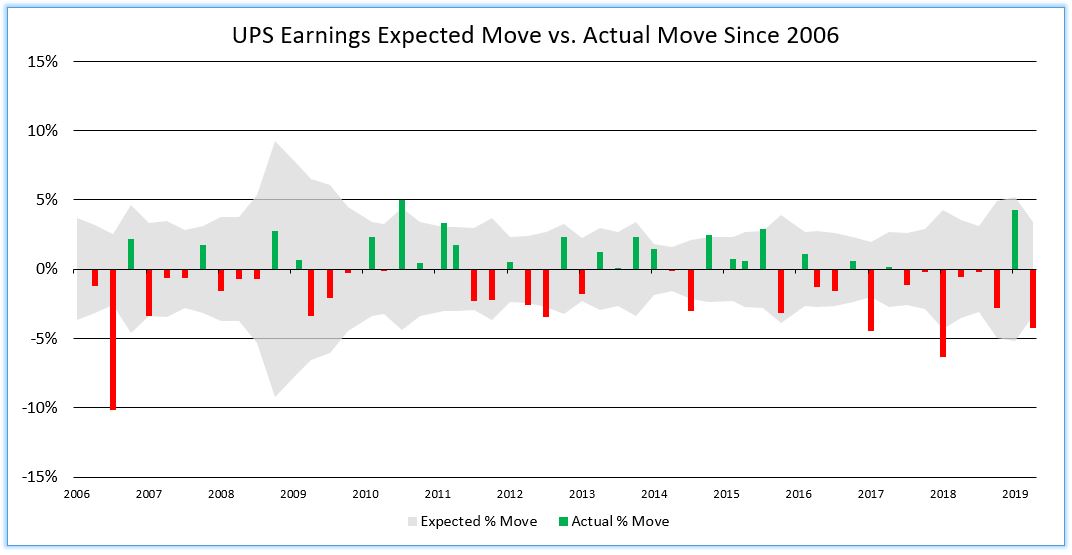 UPS Earnings Expected Move vs. Actual Move Since 2006
15%
10%
5%
0%
-5%
-10%
-15%
2006 2007 2008 2009 2010 2011 2012 2013 2014 2015 2016 2017 2018 2019
Expected % Move Actual % Move